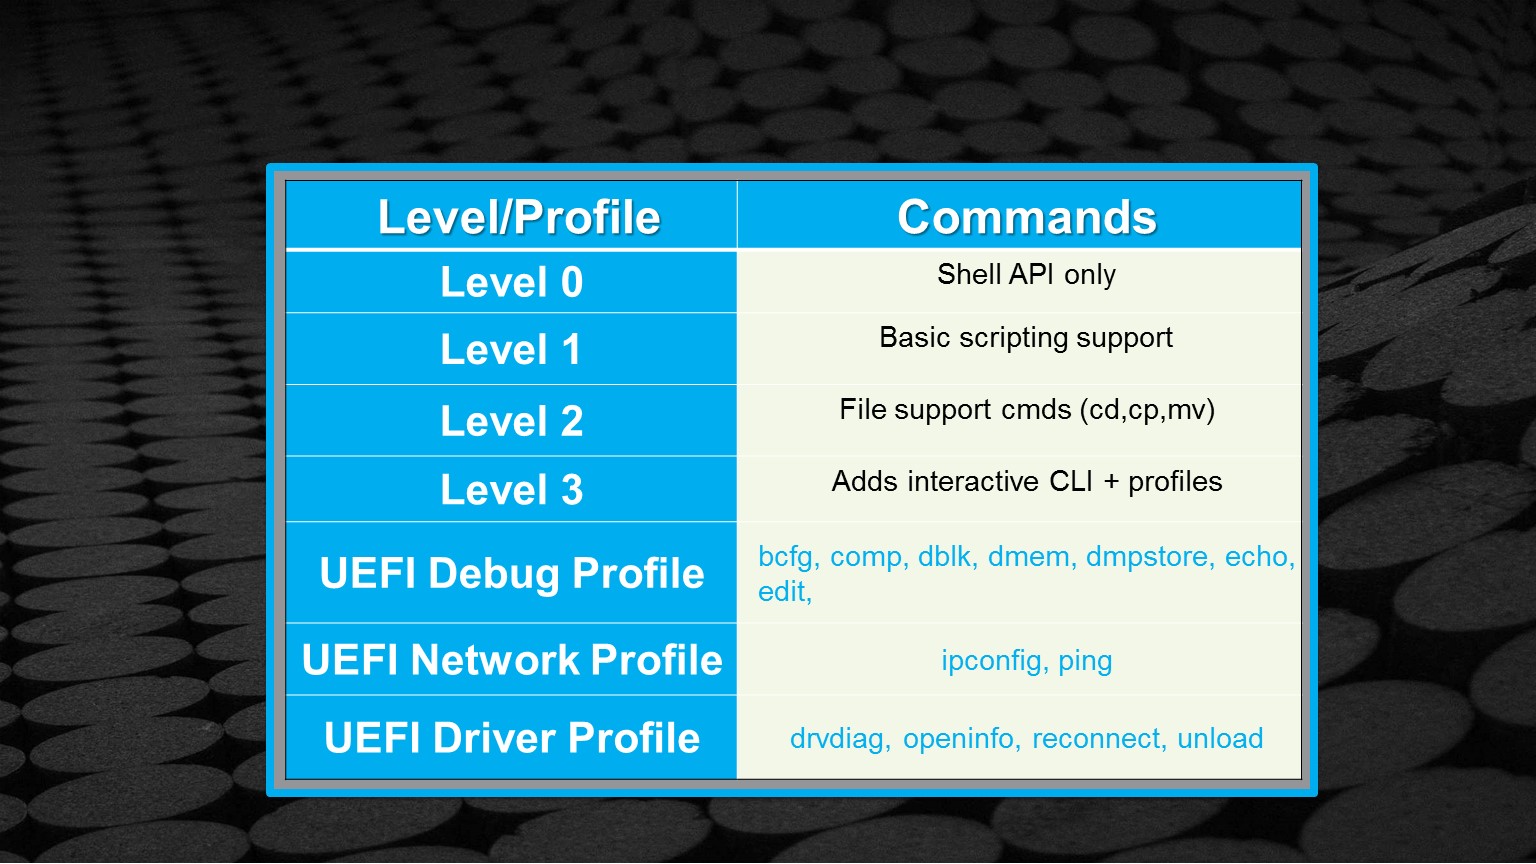 Level/Profile Commands
Level 0 Shell API only
Level 1 Basic scripting support
Level 2 File support cmds (cd,cp,mv)
Level 3 Adds interactive CLI + profiles
UEFI Debug Profile bcfg, comp, dblk, dmem, dmpstore, echo,
edit,
UEFI Network Profile ipconfig, ping
UEFI Driver Profile drvdiag, openinfo, reconnect, unload